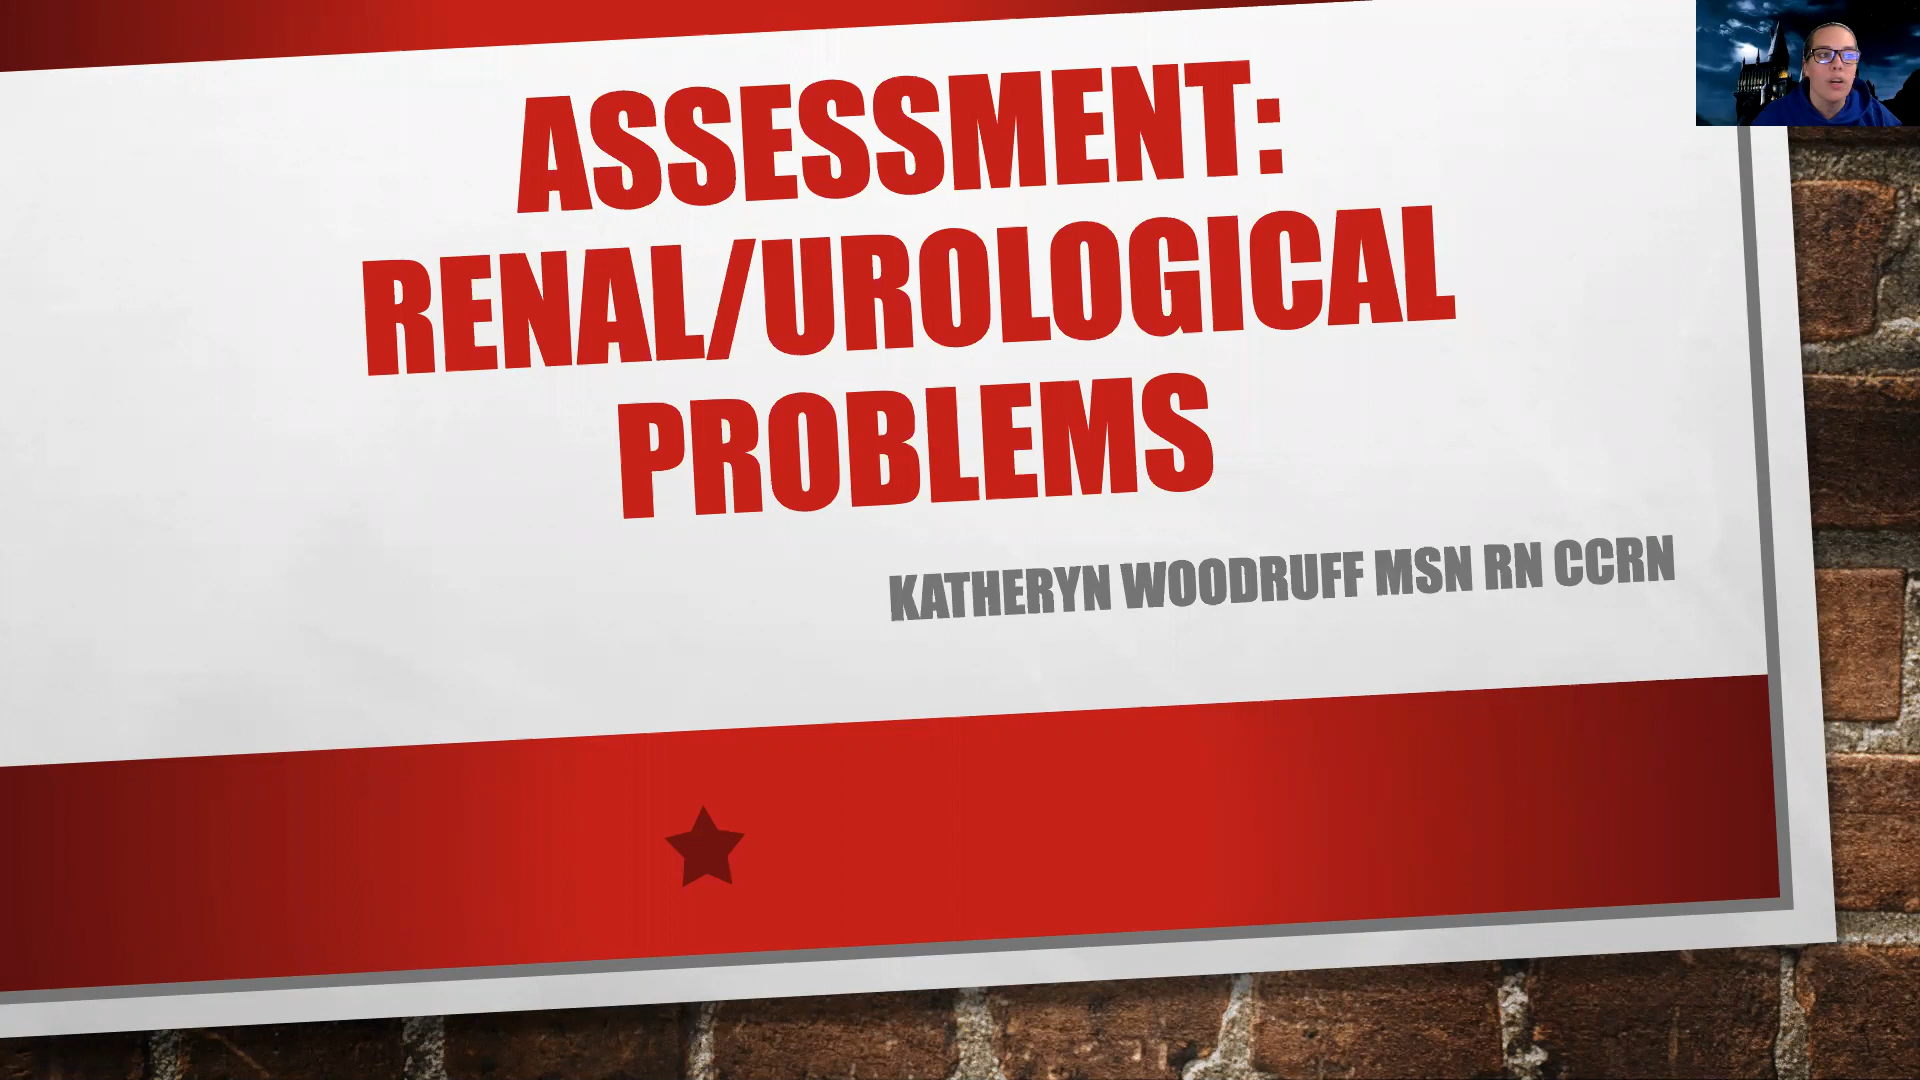 ASSESSMENT:
RENAL/UROLOGICAL
PROBLEMS
KATHERYN WOODRUFF MSN RN CCRN